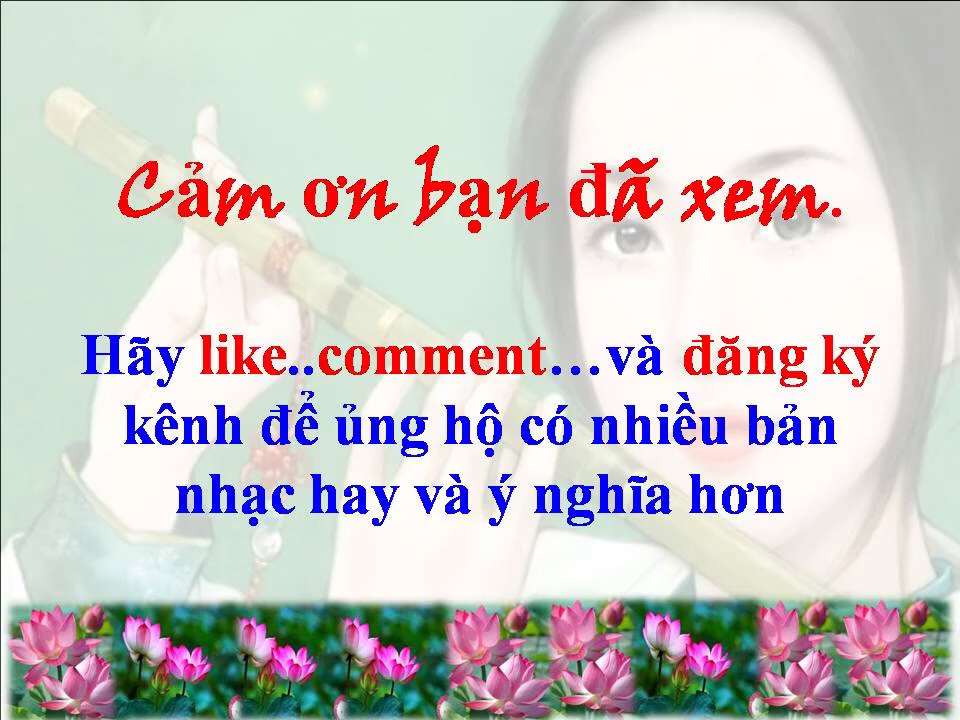 Cảm ơn bạn đã xem.
Hãy like..comment...và đăng ký
kênh để ủng hộ có nhiều bản
nhạc hay và ý nghĩa hơn